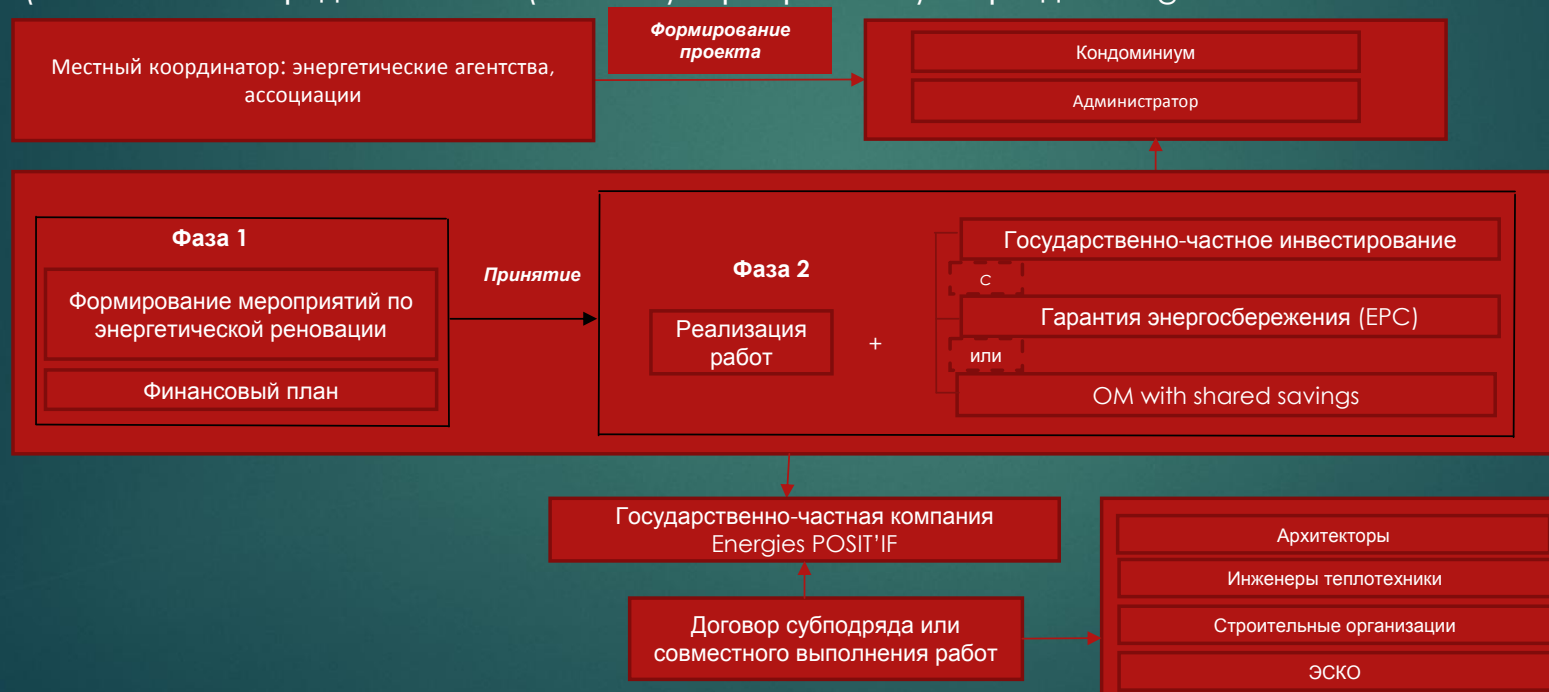 Формирование
проекта
Местный координатор: энергетические агентства,
ассоциации
Кондоминиум
Администратор
Фаза 1
Формирование мероприятий по
энергетической реновации
Финансовый план
Принятие
Фаза 2
Реализация
работ
+
Государственно-частное инвестирование
С
Гарантия энергосбережения (EPC)
или
OM with shared savings
Государственно-частная компания
Energies POSIT’IF
Договор субподряда или
совместного выполнения работ
Архитекторы
Инженеры теплотехники
Строительные организации
ЭСКО